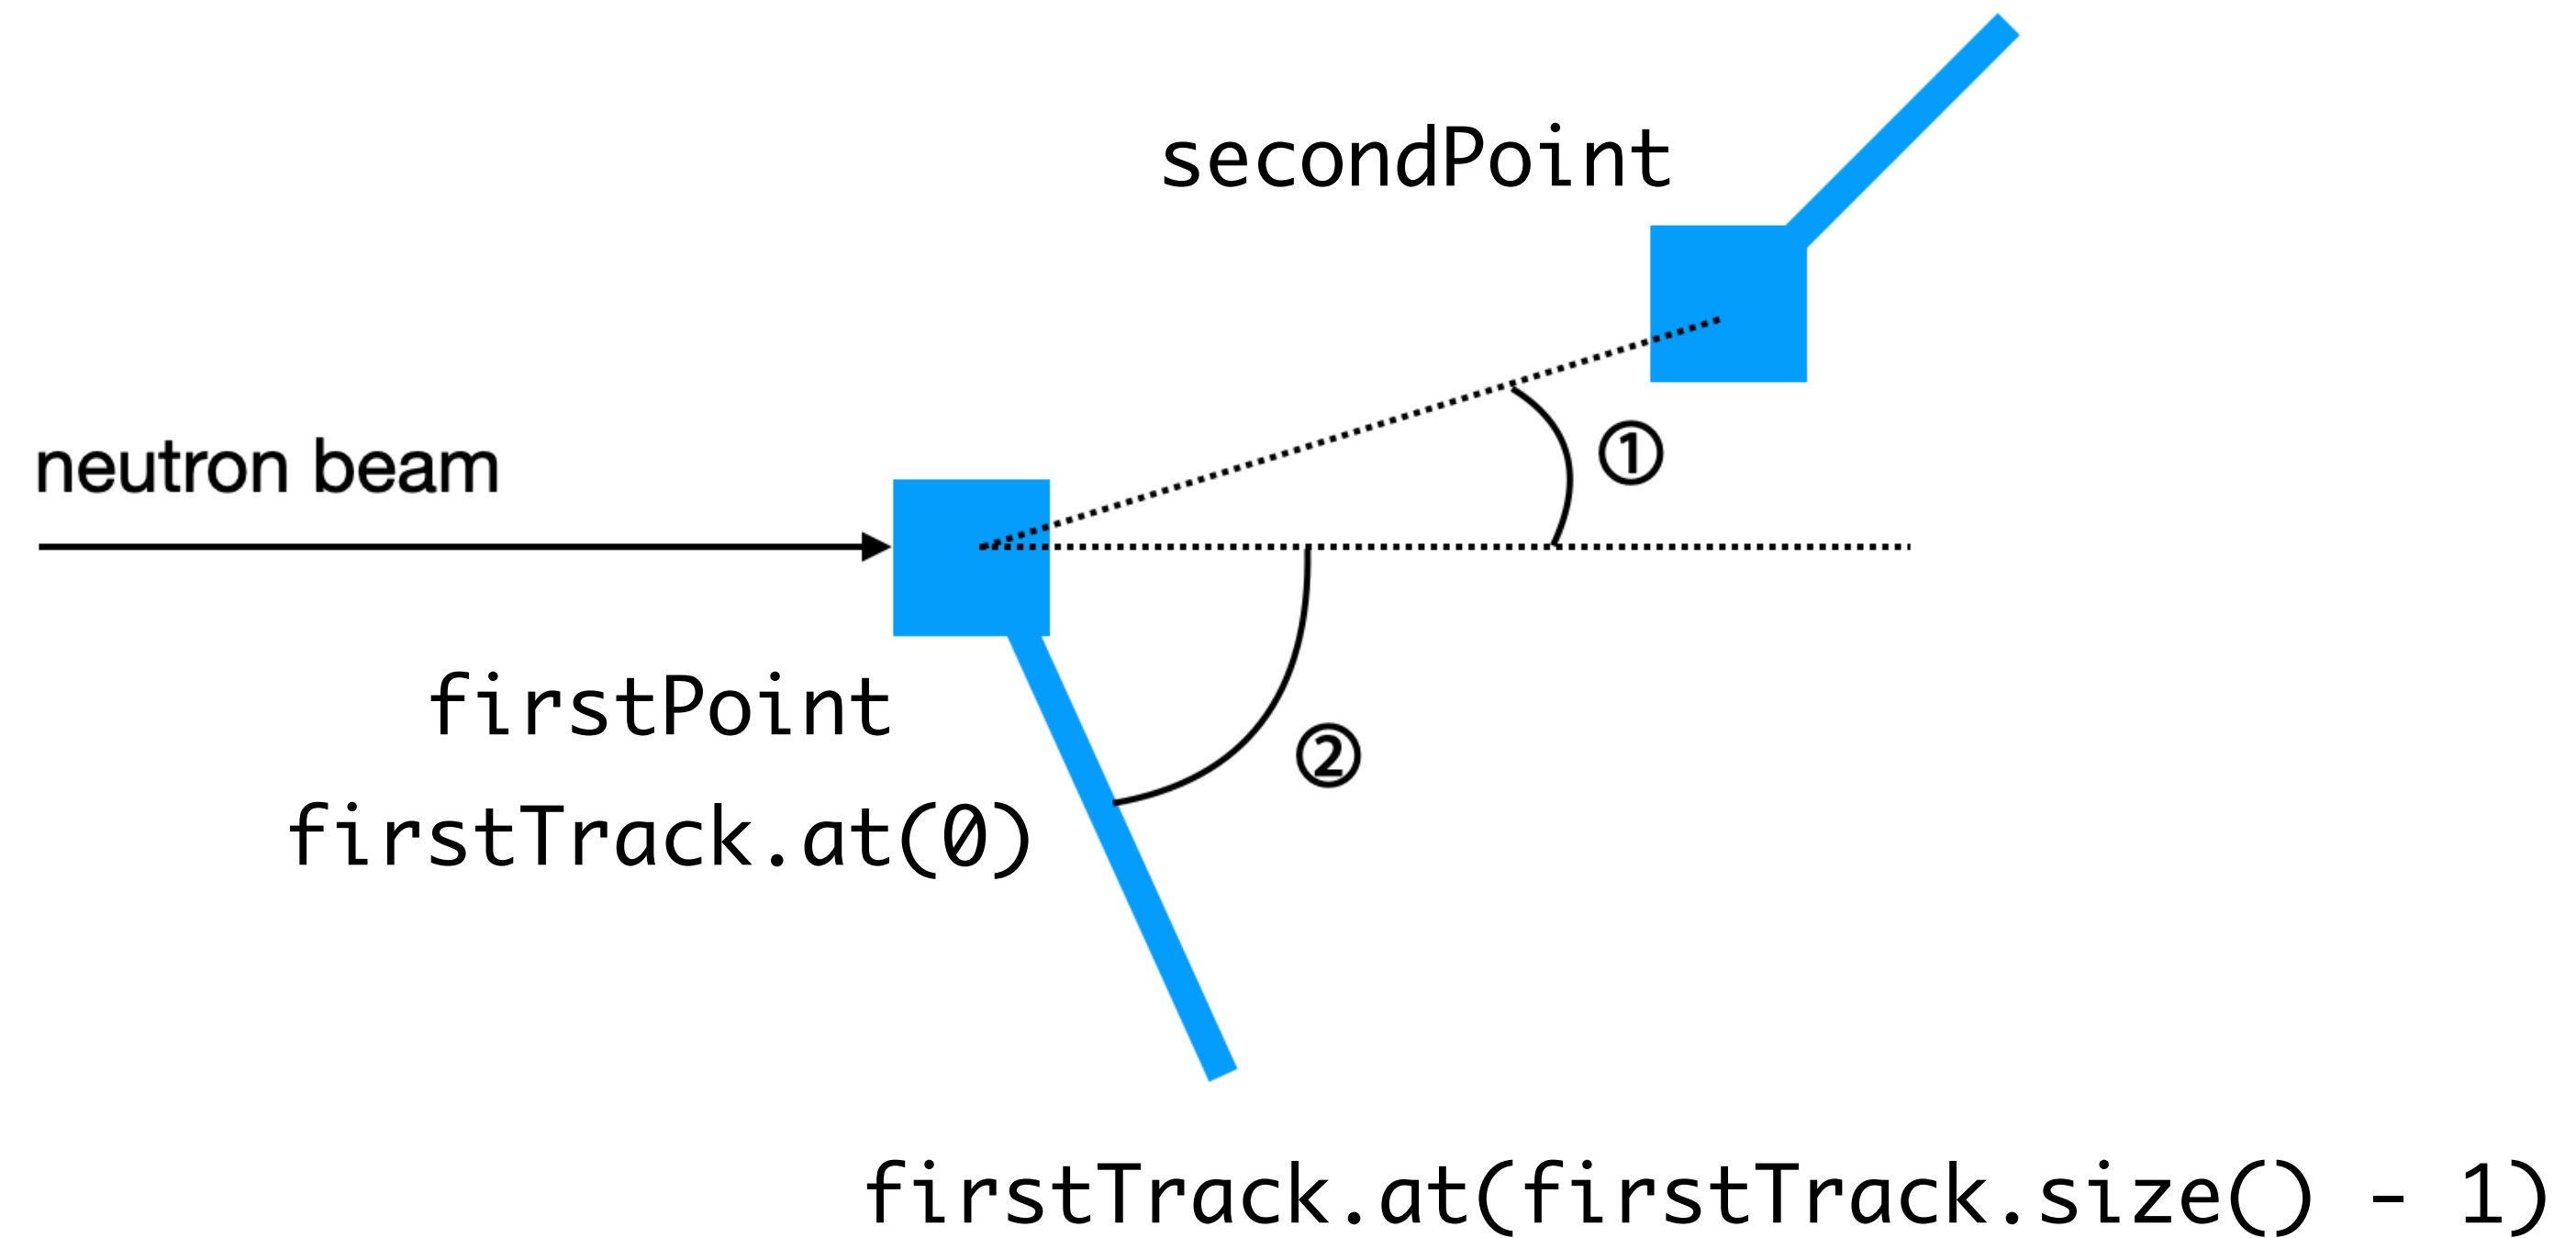 secondPoint
①
neutron beam
firstPoint
②
firstTrack.at(0)
firstTrack.at(firstTrack.size() - 1)